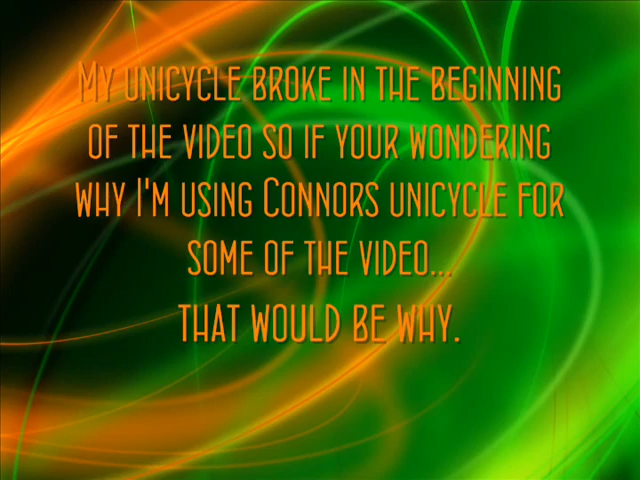 My unicycle broke in the beginning
of the video so if your wondering
why I'm using Connors unicycle for
some of the video...
that would be why.